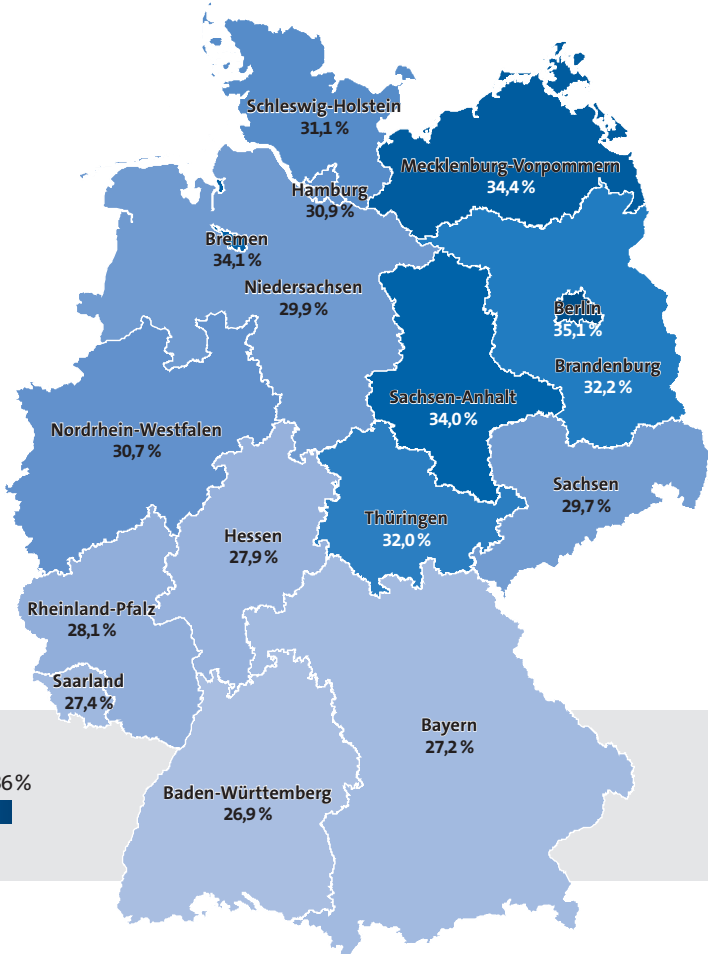 Schleswig-Holstein
31,1 %
Mecklenburg-Vorpommern
34,4 %
Hamburg
30,9 %
Bremen
34,1 %
Niedersachsen
29,9 %
Berlin
35,1 %
Brandenburg
32,2 %
Sachsen-Anhalt
34,0 %
Nordrhein-Westfalen
30,7 %
Sachsen
29,7 %
Thüringen
32,0 %
Hessen
27,9 %
Rheinland-Pfalz
28,1 %
Saarland
27,4 %
Bayern
27,2 %
36 %
Baden-Württemberg
26,9 %